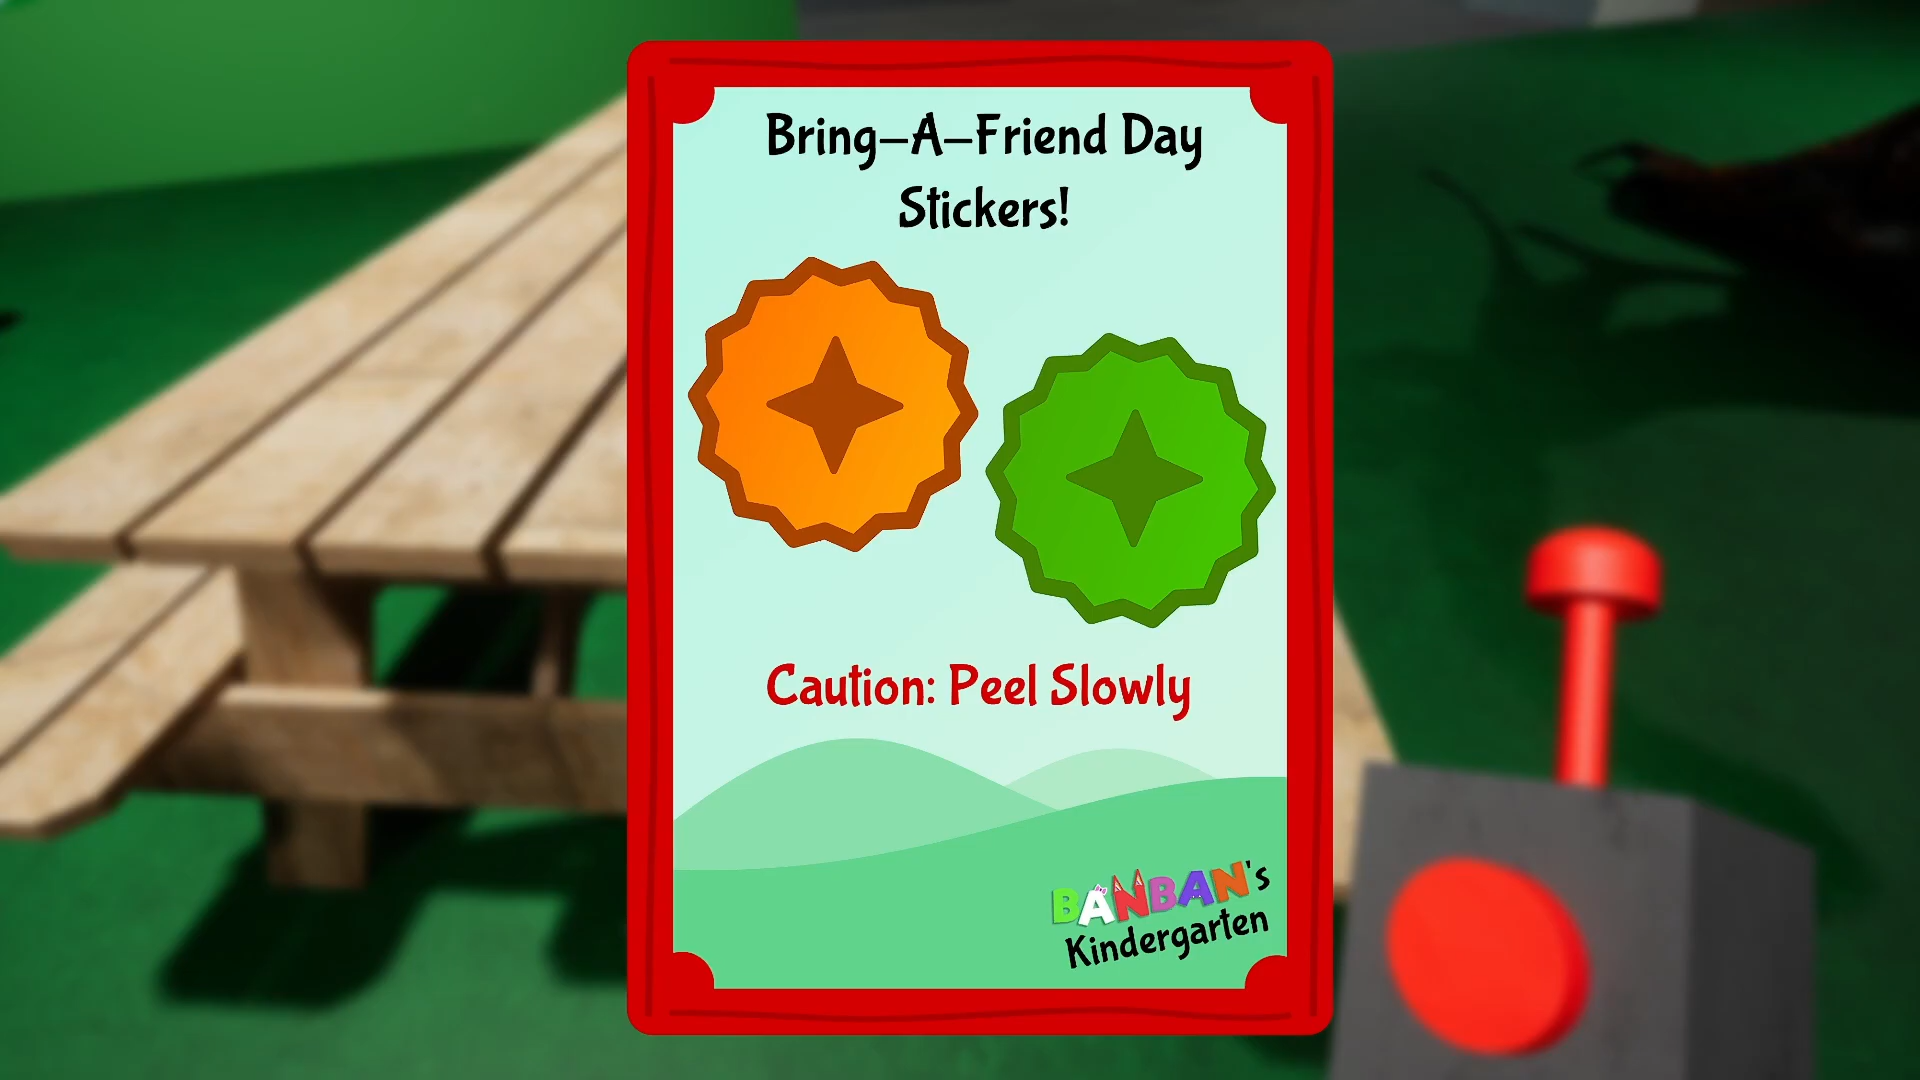 Bring-A-Friend Day
Stickers!
Caution: Peel Slowly
BANBAN's
Kindergarten